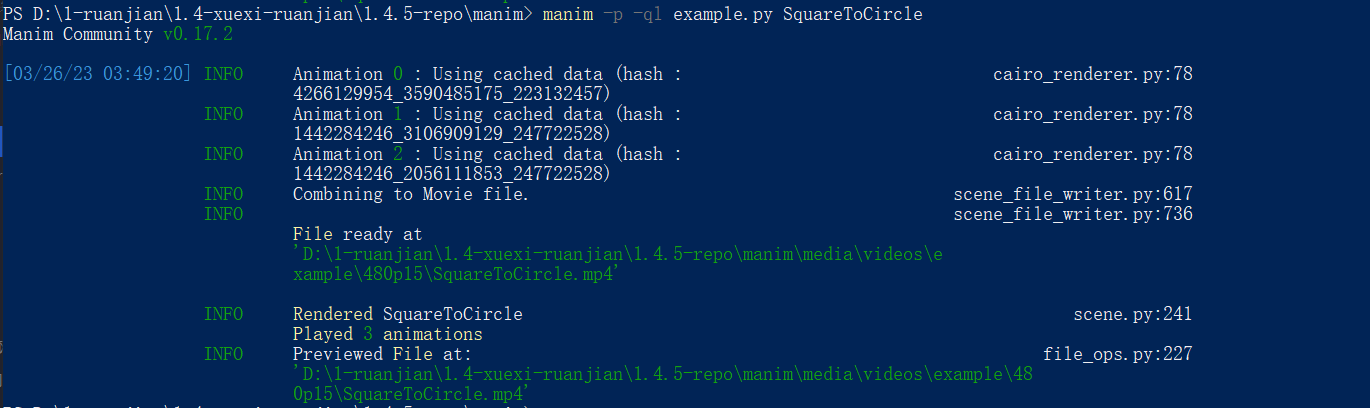 PS D:\1-ruanjian\1.4-xuexi-ruanjian\1.4.5-repo\manim> manim -p -ql example.py SquareToCircle
Manim Community v0.17.2
[03/26/23 03:49:20] INFO Animation 0 : Using cached data (hash : cairo_renderer.py:78
4266129954_3590485175_223132457)
INFO Animation 1 : Using cached data (hash : cairo_renderer.py:78
1442284246_3106909129_247722528)
INFO Animation 2 : Using cached data (hash : cairo_renderer.py:78
1442284246_2056111853_247722528)
INFO Combining to Movie file. scene_file_writer.py:617
INFO scene_file_writer.py:736
File ready at
'D:\1-ruanjian\1.4-xuexi-ruanjian\1.4.5-repo\manim\media\videos\e
xample\480p15\SquareToCircle.mp4'
INFO Rendered SquareToCircle scene.py:241
Played 3 animations
INFO Previewed File at: file_ops.py:227
'D:\1-ruanjian\1.4-xuexi-ruanjian\1.4.5-repo\manim\media\videos\example\48
0p15\SquareToCircle.mp4'